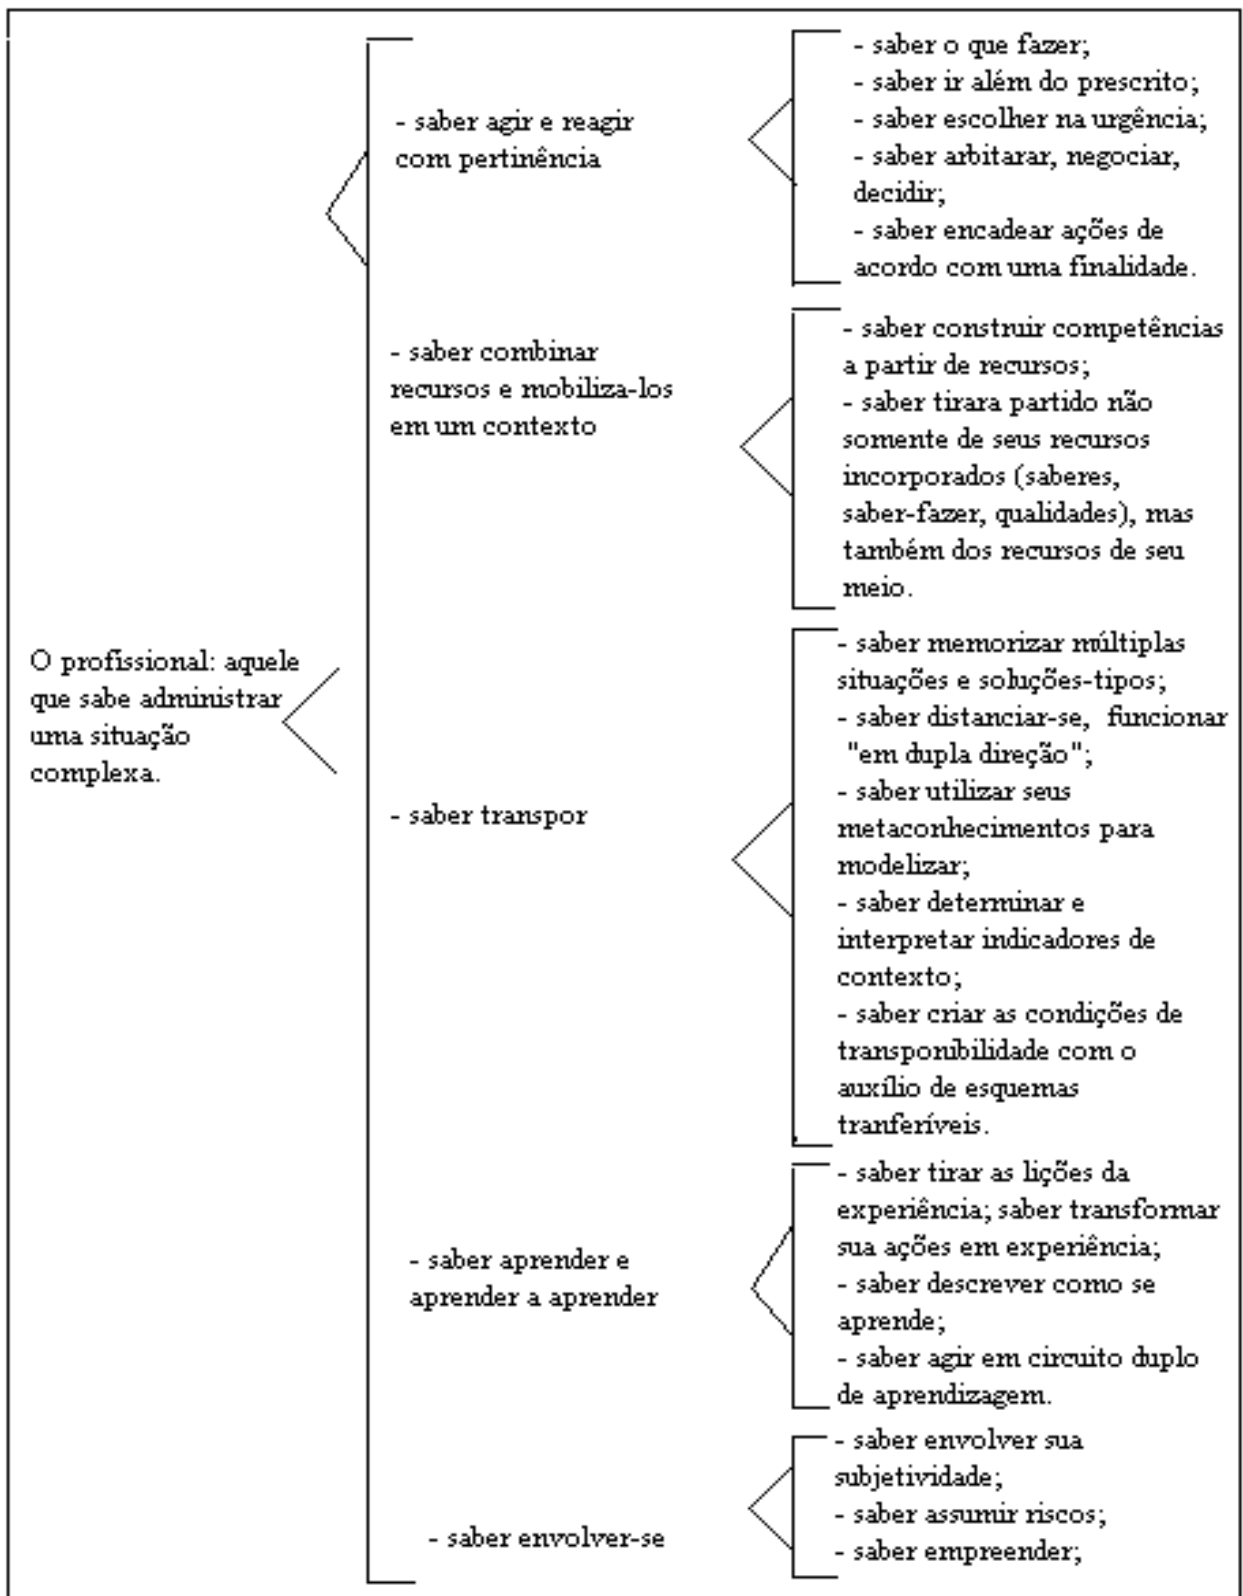 O profissional: aquele
que sabe administrar
uma situação
complexa.
- saber agir e reagir
com pertinência
- saber o que fazer;
- saber ir além do prescrito;
- saber escolher na urgência;
- saber arbitarar, negociar,
decidir;
- saber encadear ações de
acordo com uma finalidade.
- saber combinar
recursos e mobiliza-los
em um contexto
- saber construir competências
a partir de recursos;
- saber tirara partido não
somente de seus recursos
incorporados (saberes,
saber-fazer, qualidades), mas
também dos recursos de seu
meio.
- saber transpor
- saber memorizar múltiplas
situações e soluções-tipos;
- saber distanciar-se, funcionar
"em dupla direção";
- saber utilizar seus
metaconhecimentos para
modelizar;
- saber determinar e
interpretar indicadores de
contexto;
- saber criar as condições de
transponibilidade com o
auxílio de esquemas
tranferíveis.
- saber aprender e
aprender a aprender
- saber tirar as lições da
experiência; saber transformar
sua ações em experiência;
- saber descrever como se
aprende;
- saber agir em circuito duplo
de aprendizagem.
- saber envolver-se
- saber envolver sua
subjetividade;
- saber assumir riscos;
- saber empreender;